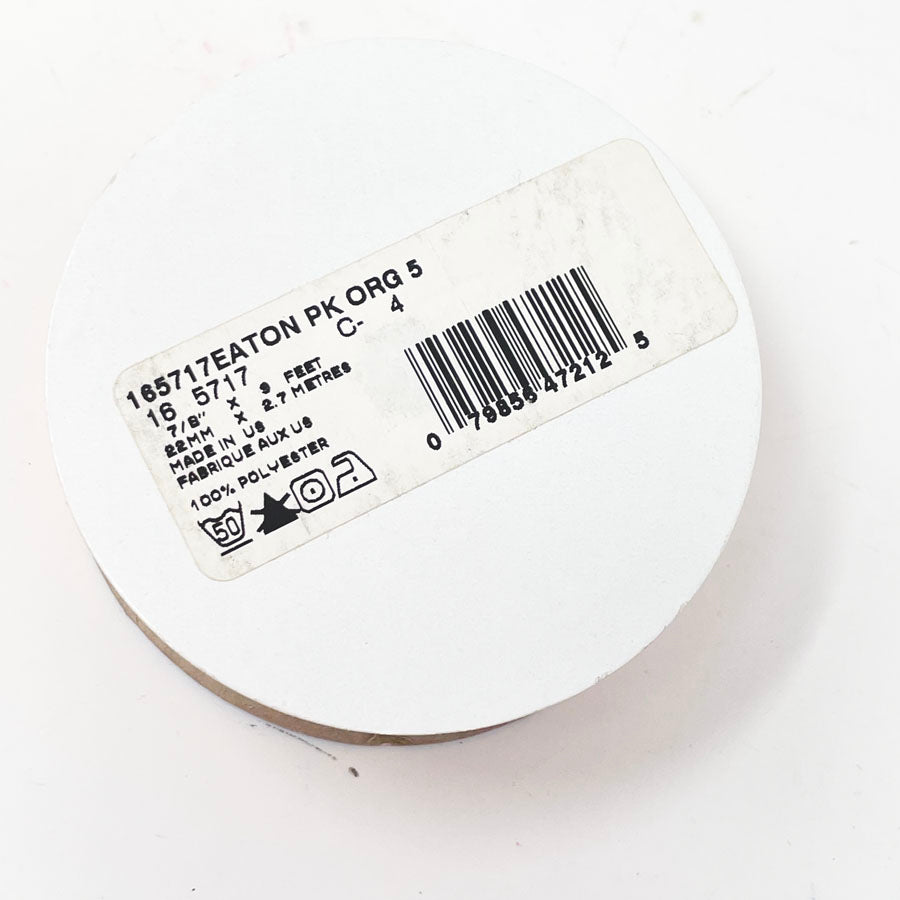 165717EATON PK ORG 5
16 5717 C- 4
7/8" x 9 FEET
22MM x 2.7 METRES
MADE IN US
FABRIQUE AUX US
100% POLYESTER
50
0 79856 47212 5